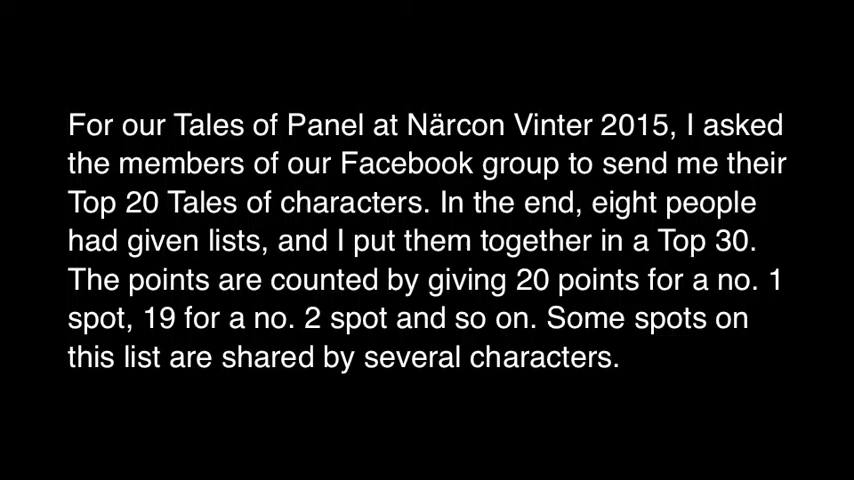 For our Tales of Panel at Närcon Vinter 2015, I asked
the members of our Facebook group to send me their
Top 20 Tales of characters. In the end, eight people
had given lists, and I put them together in a Top 30.
The points are counted by giving 20 points for a no. 1
spot, 19 for a no. 2 spot and so on. Some spots on
this list are shared by several characters.